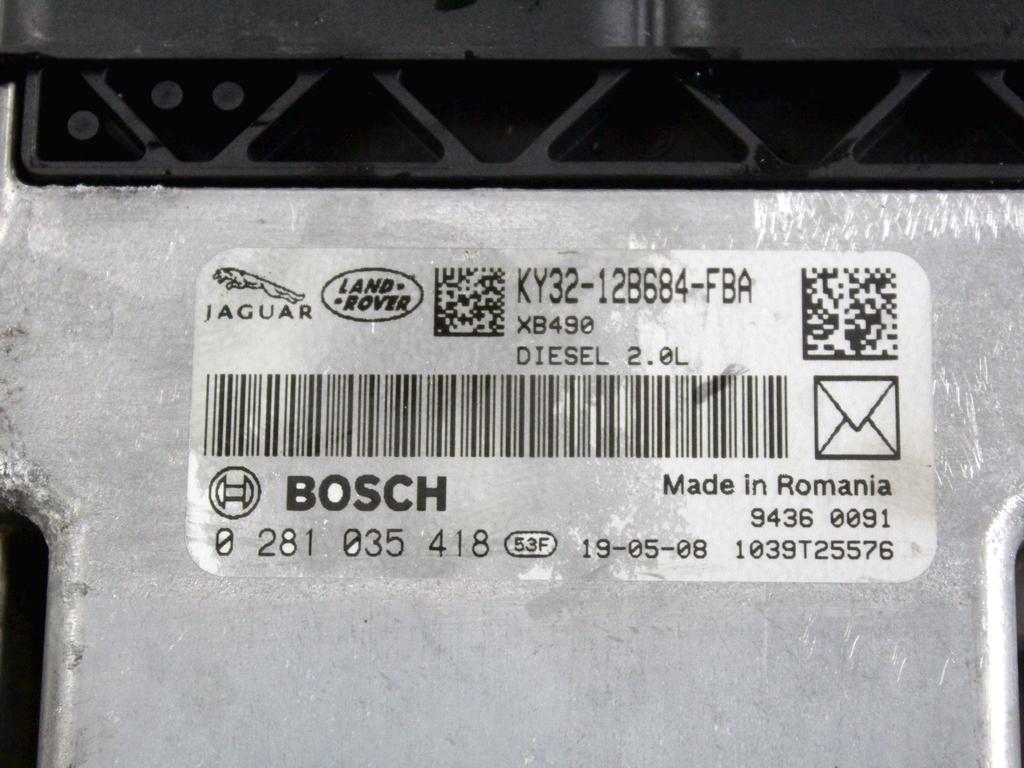 JAGUAR
LAND-
-ROVER
KY32-12B684-FBA
XB490
DIESEL 2.0L
BOSCH
Made in Romania
9436 0091
0 281 035 418 53F 19-05-08 1039T25576